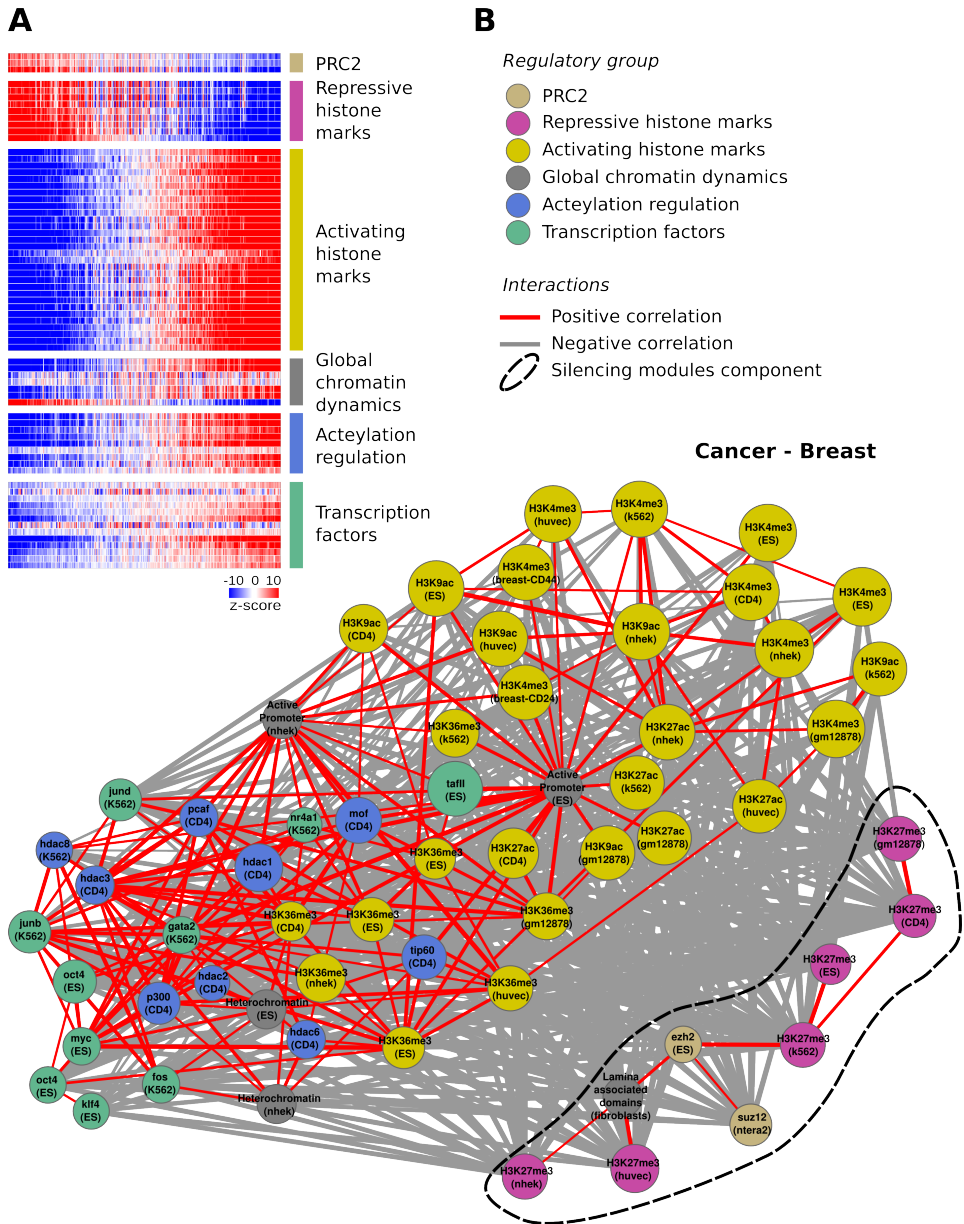 A
B
PRC2
Repressive
histone
marks
Activating
histone
marks
Global
chromatin
dynamics
Acteylation
regulation
Transcription
factors
-10 0 10
z-score
Regulatory group
PRC2
Repressive histone marks
Activating histone marks
Global chromatin dynamics
Acteylation regulation
Transcription factors
Interactions
Positive correlation
Negative correlation
Silencing modules component
Cancer - Breast
H3K4me3
(huvec)
H3K4me3
(k562)
H3K4me3
(ES)
H3K4me3
(breast-CD44)
H3K9ac
(ES)
H3K4me3
(CD4)
H3K4me3
(ES)
H3K9ac
(CD4)
H3K9ac
(huvec)
H3K9ac
(nhek)
H3K4me3
(nhek)
H3K9ac
(k562)
H3K4me3
(breast-CD24)
Active
Promoter
(nhek)
H3K36me3
(k562)
H3K27ac
(nhek)
H3K4me3
(gm12878)
jund
(K562)
tafII
(ES)
Active
Promoter
(ES)
H3K27ac
(k562)
H3K27ac
(huvec)
pcaf
(CD4)
nr4a1
(K562)
mof
(CD4)
H3K27me3
(gm12878)
hdac8
(K562)
hdac1
(CD4)
H3K36me3
(ES)
H3K27ac
(CD4)
H3K9ac
(gm12878)
H3K27ac
(gm12878)
hdac3
(CD4)
H3K27me3
(CD4)
junb
(K562)
gata2
(K562)
H3K36me3
(CD4)
H3K36me3
(ES)
H3K36me3
(gm12878)
tip60
(CD4)
H3K27me3
(ES)
oct4
(ES)
hdac2
(CD4)
H3K36me3
(nhek)
H3K36me3
(huvec)
p300
(CD4)
Heterochromatin
(ES)
myc
(ES)
hdac6
(CD4)
H3K36me3
(ES)
ezh2
(ES)
H3K27me3
(k562)
oct4
(ES)
fos
(K562)
klf4
(ES)
Heterochromatin
(nhek)
Lamina
associated
domains
(fibroblasts)
suz12
(ntera2)
H3K27me3
(nhek)
H3K27me3
(huvec)